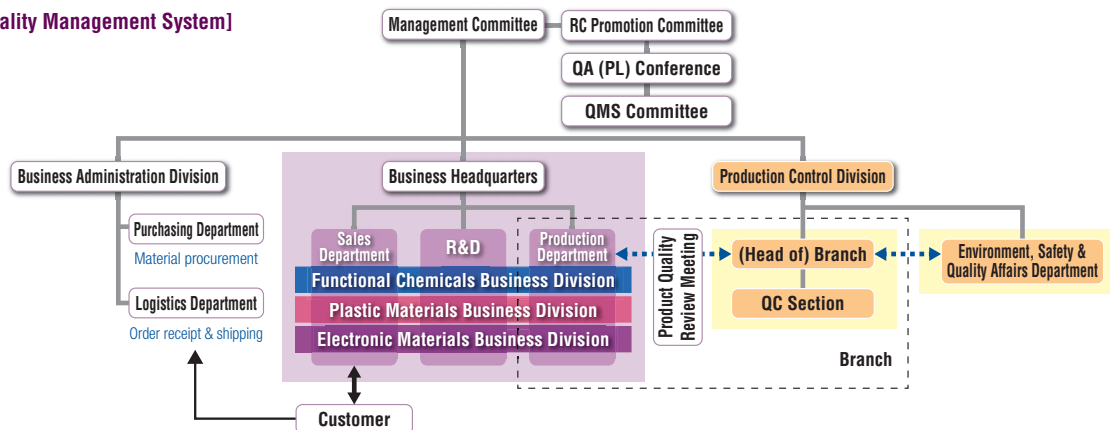 ality Management System]
Management Committee
RC Promotion Committee
QA (PL) Conference
QMS Committee
Business Administration Division
Business Headquarters
Production Control Division
Purchasing Department
Material procurement
Logistics Department
Order receipt & shipping
Sales
Department
R&D
Production
Department
Functional Chemicals Business Division
Plastic Materials Business Division
Electronic Materials Business Division
Product Quality
Review Meeting
(Head of) Branch
QC Section
Environment, Safety &
Quality Affairs Department
Branch
Customer